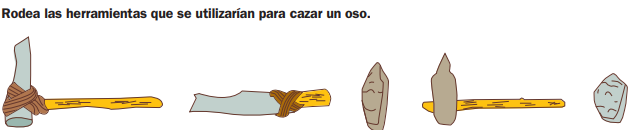 Rodea las herramientas que se utilizarían para cazar un oso.